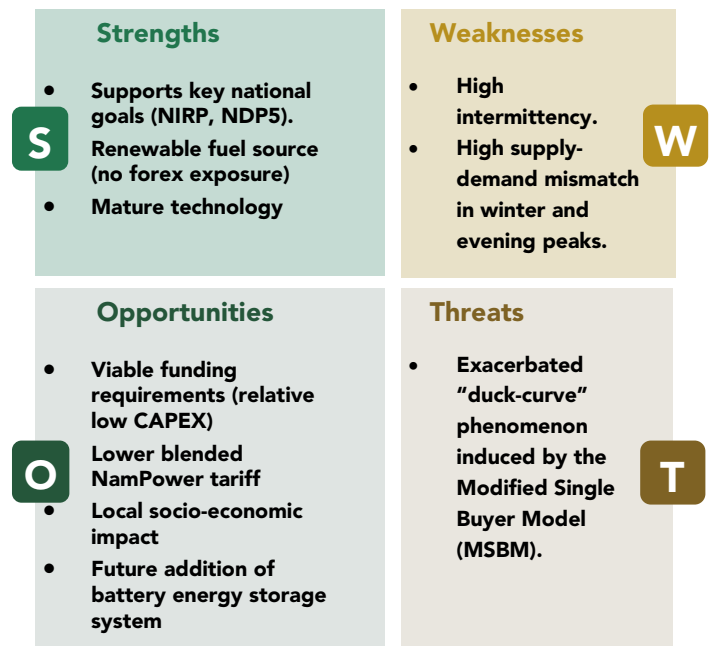 Strengths
• Supports key national
goals (NIRP, NDP5).
Renewable fuel source
(no forex exposure)
• Mature technology
S
Weaknesses
• High
intermittency.
• High supply-
demand mismatch
in winter and
evening peaks.
W
Opportunities
• Viable funding
requirements (relative
low CAPEX)
Lower blended
NamPower tariff
• Local socio-economic
impact
• Future addition of
battery energy storage
system
O
Threats
• Exacerbated
“duck-curve”
phenomenon
induced by the
Modified Single
Buyer Model
(MSBM).
T